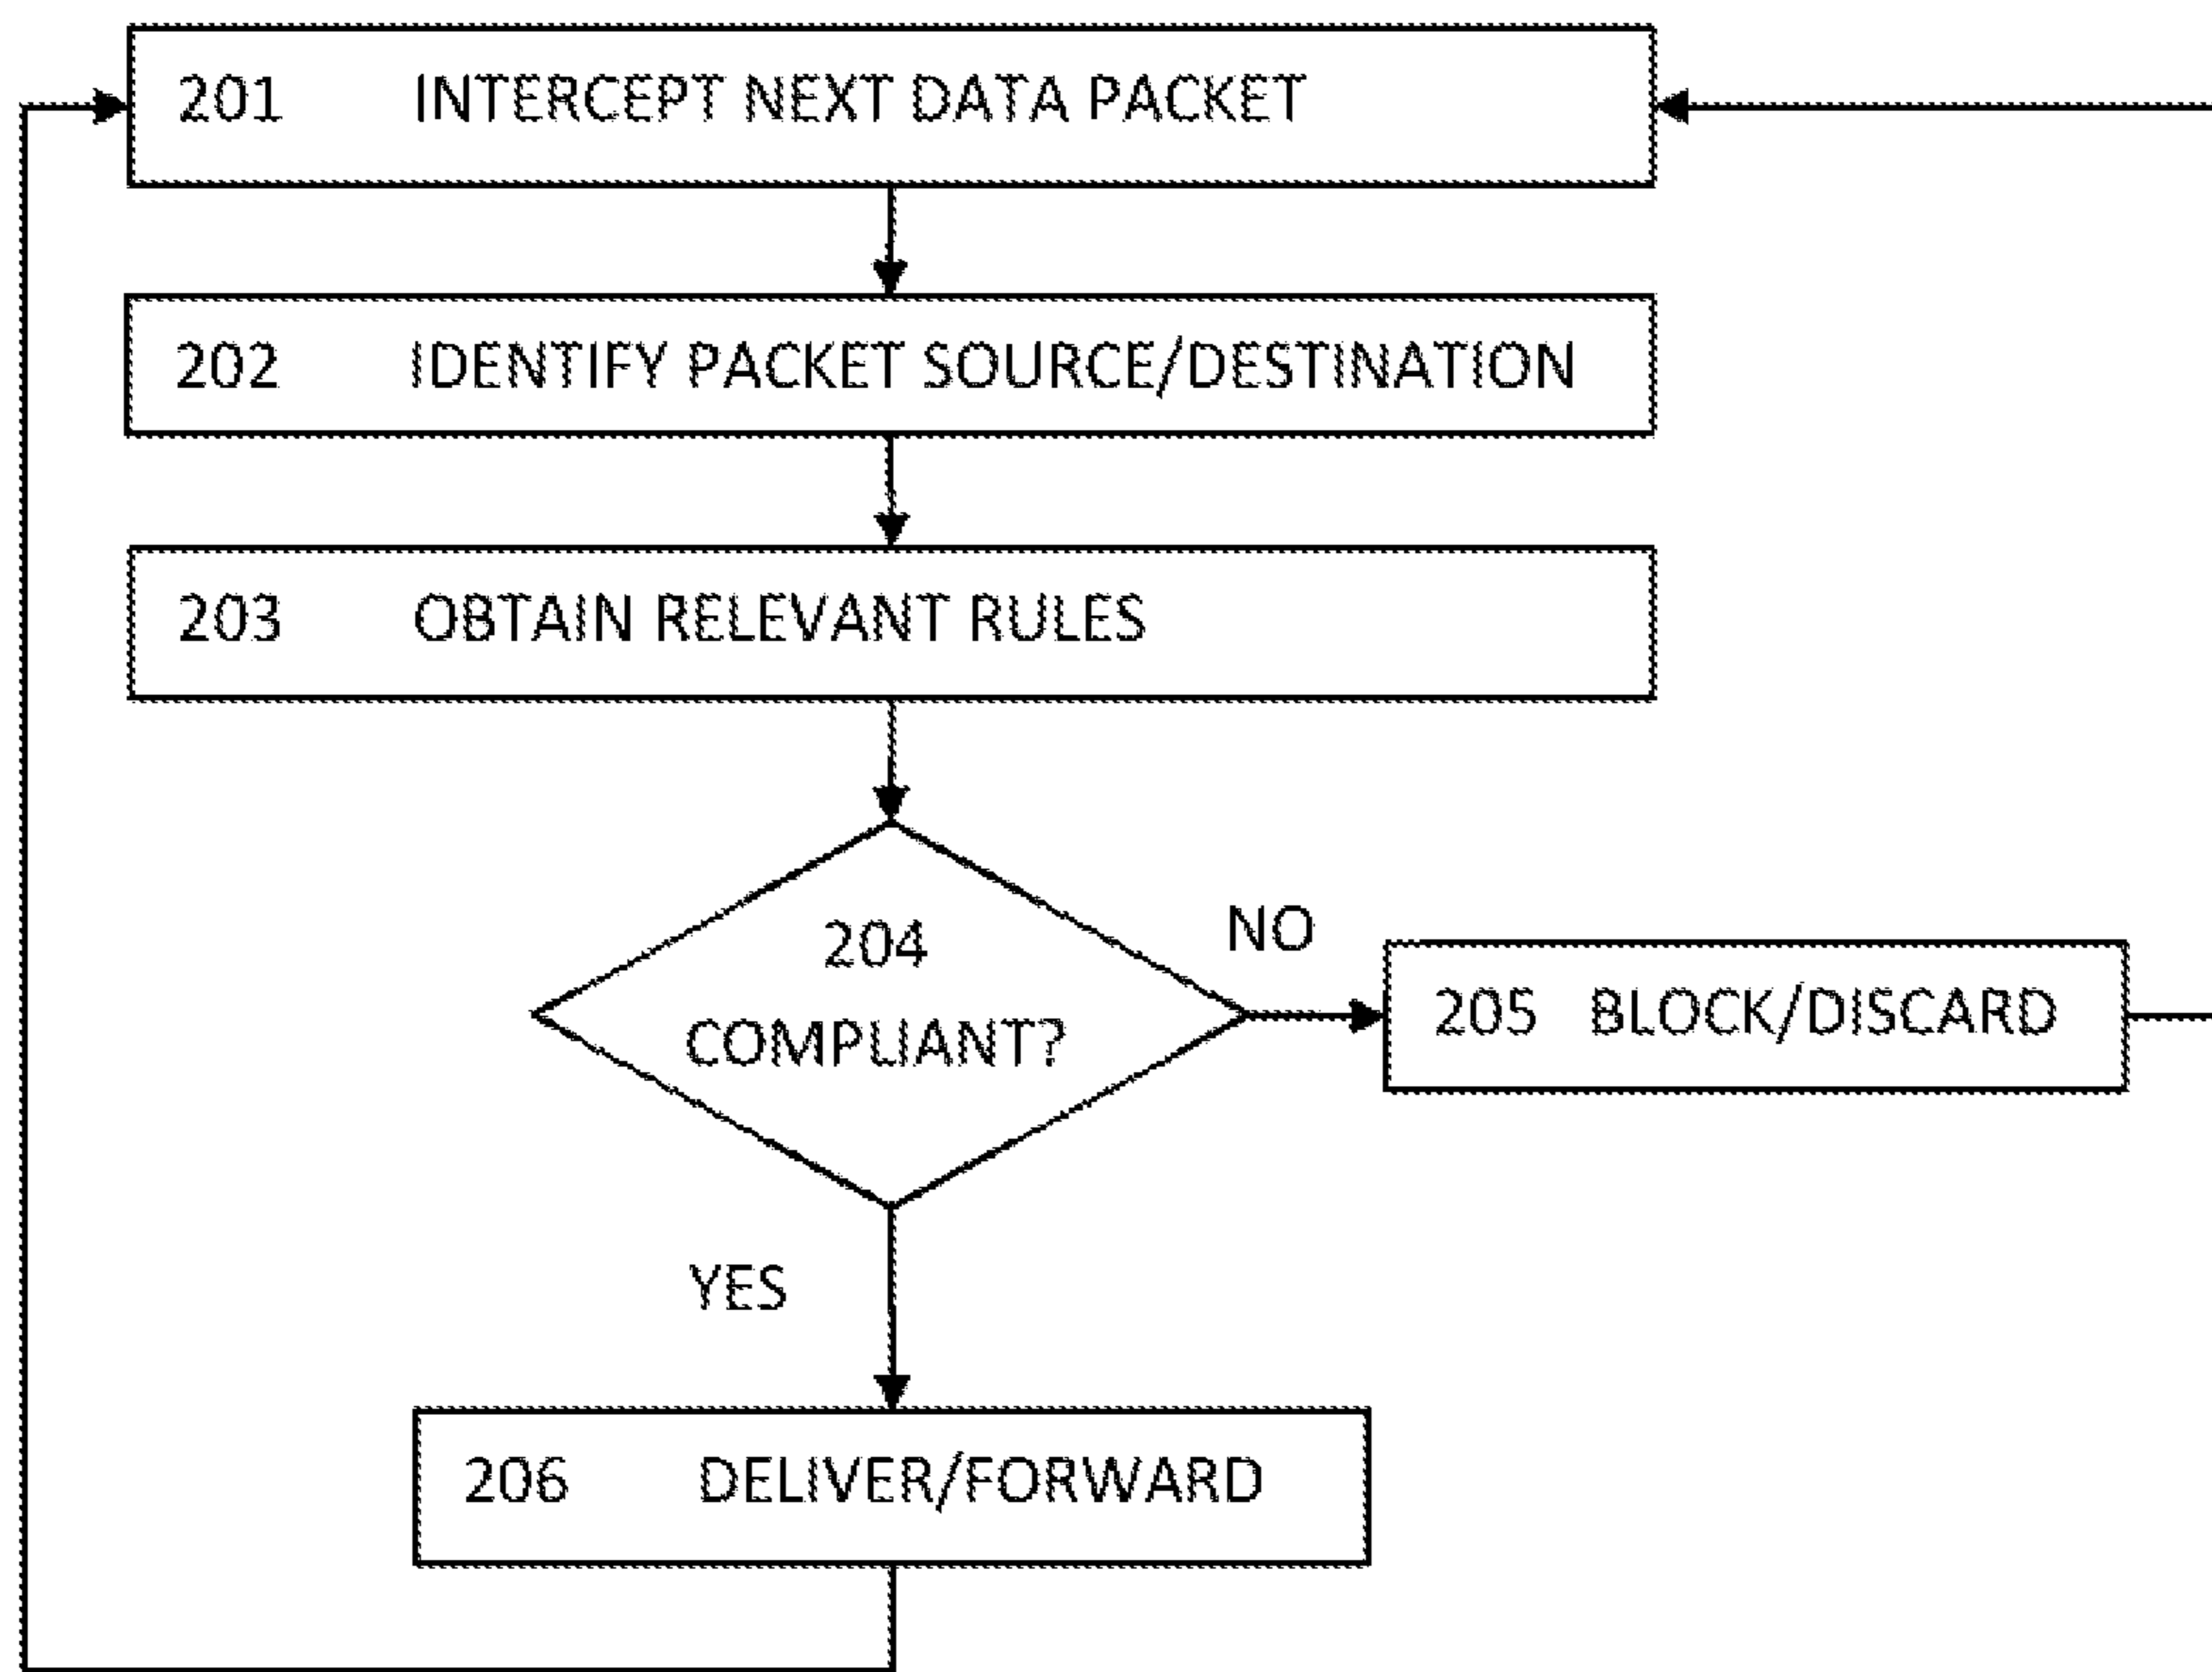 201 INTERCEPT NEXT DATA PACKET
202 IDENTIFY PACKET SOURCE/DESTINATION
203 OBTAIN RELEVANT RULES
204
COMPLIANT?
NO
205 BLOCK/DISCARD
YES
206 DELIVER/FORWARD